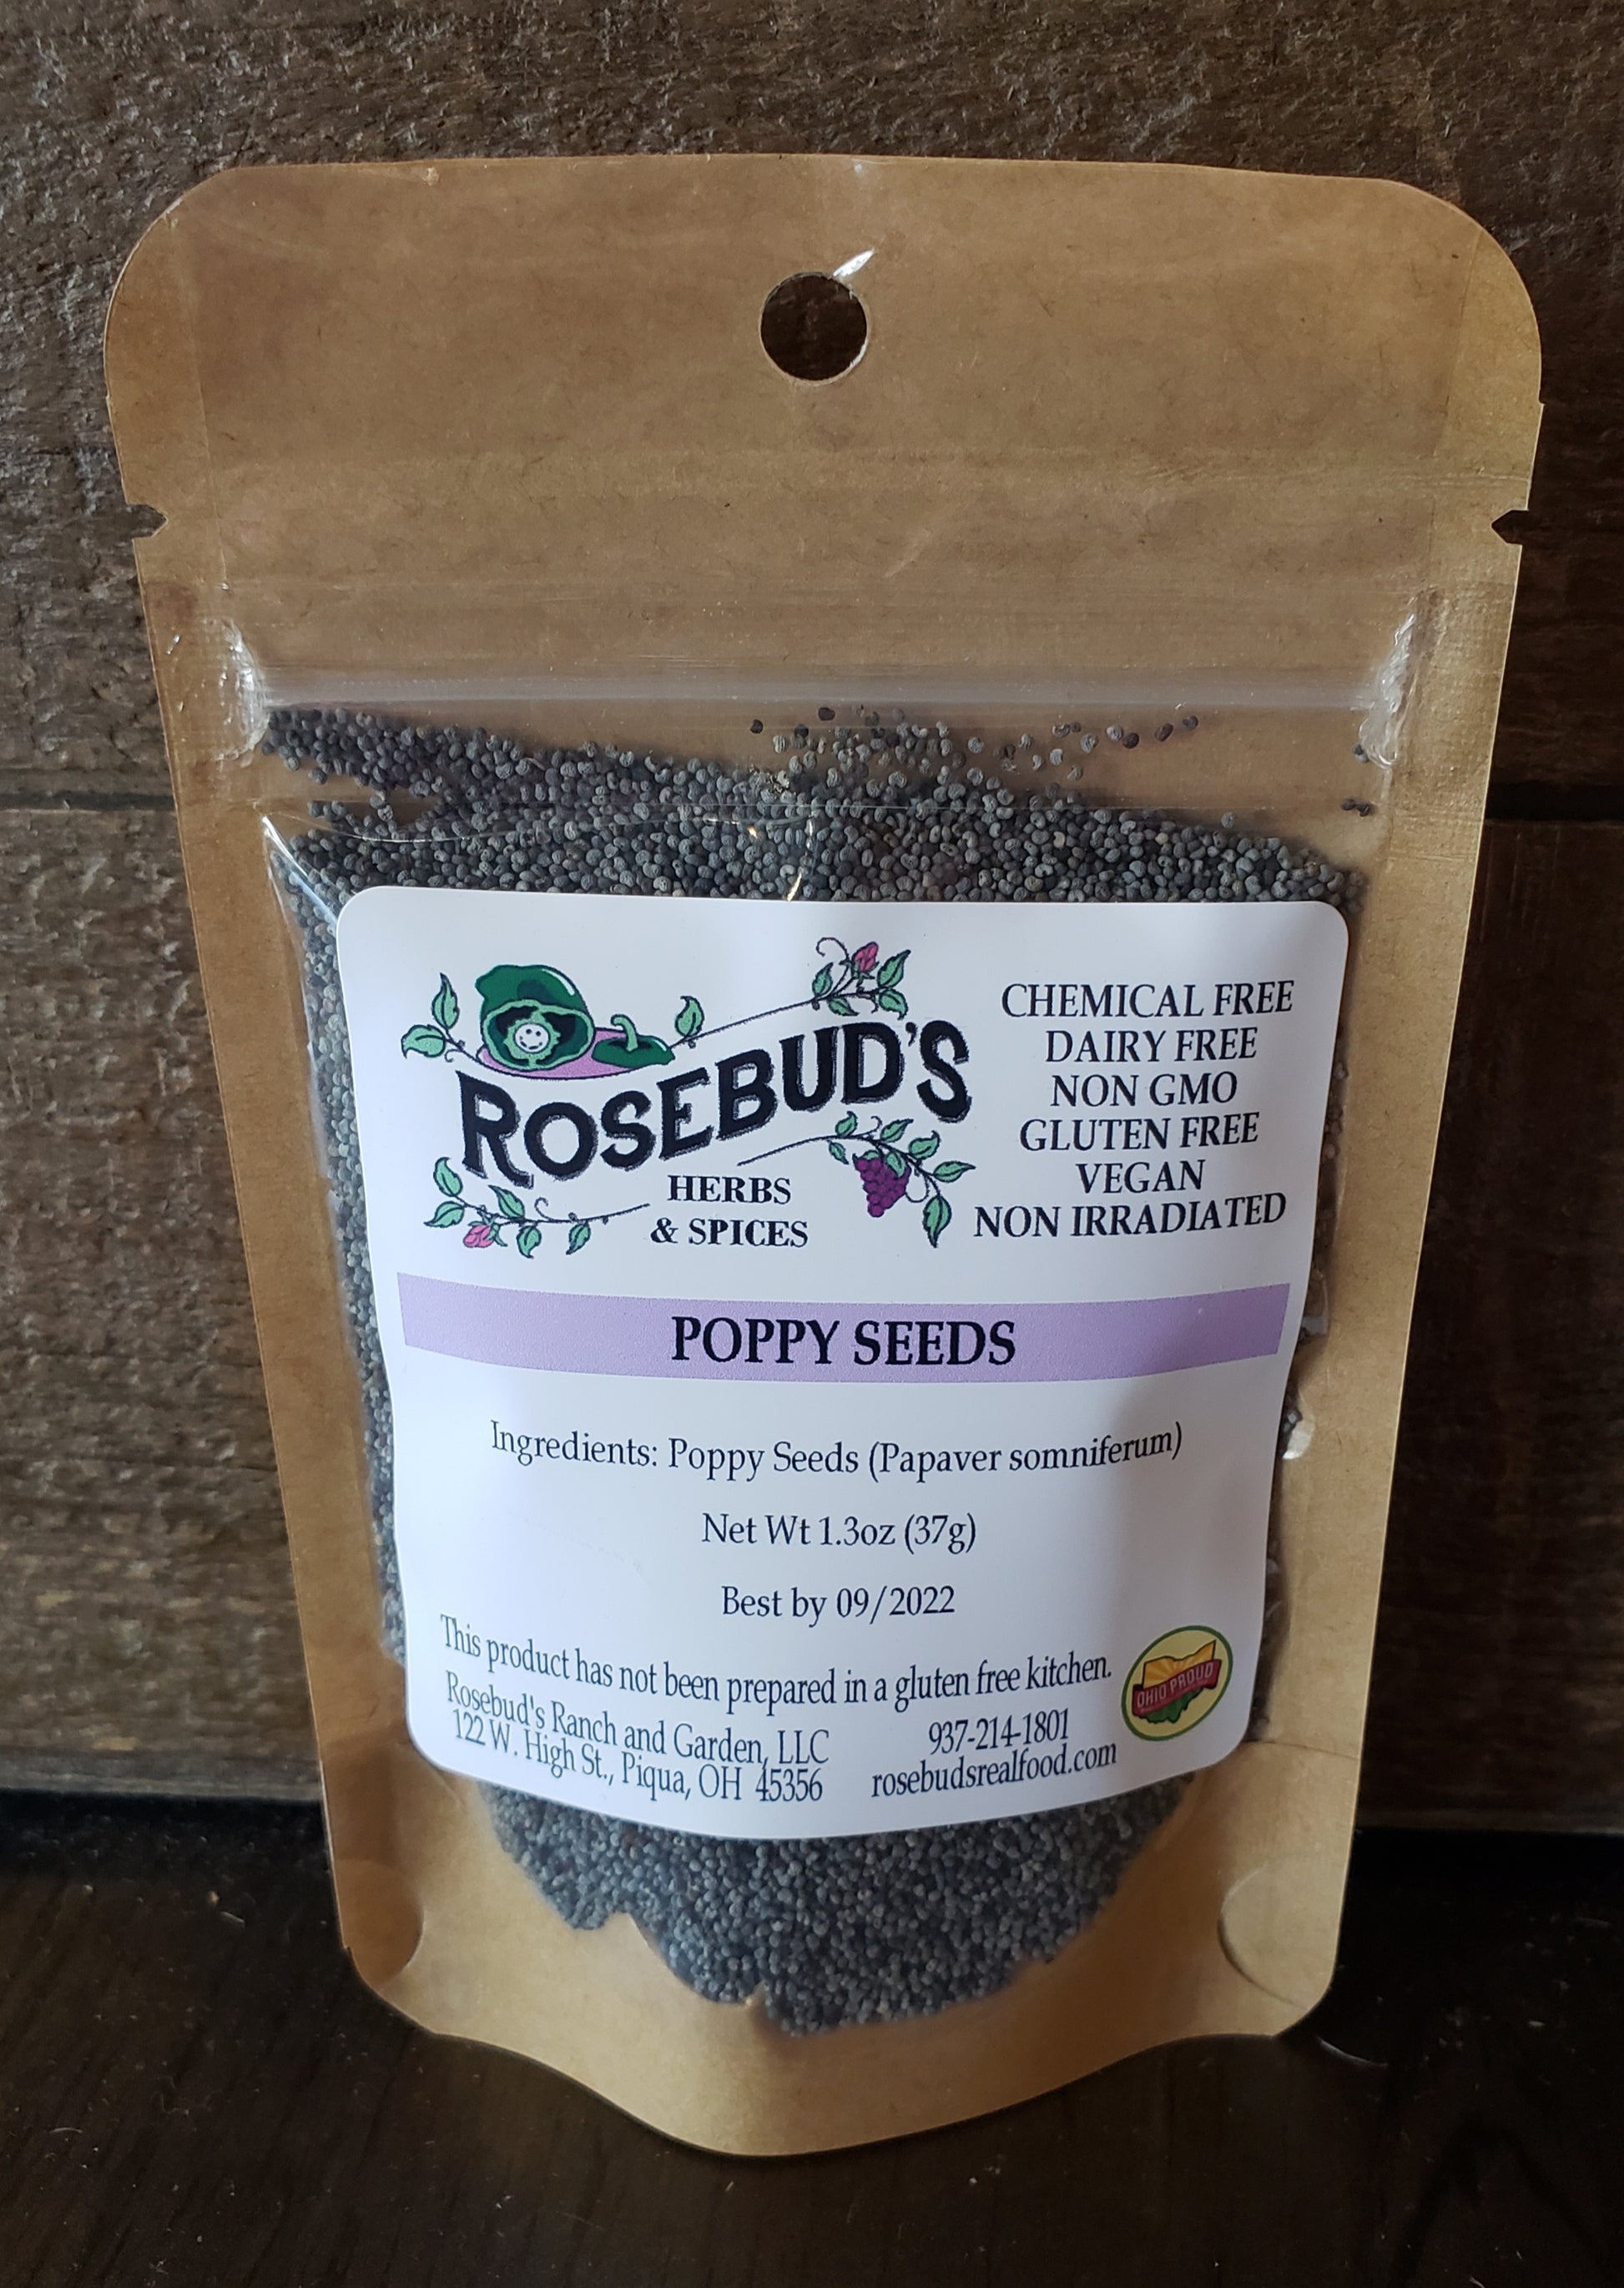 ROSEBUD'S
HERBS
& SPICES
CHEMICAL FREE
DAIRY FREE
NON GMO
GLUTEN FREE
VEGAN
NON IRRADIATED
POPPY SEEDS
Ingredients: Poppy Seeds (Papaver somniferum)
Net Wt 1.3oz (37g)
Best by 09/2022
This product has not been prepared in a gluten free kitchen.
Rosebud's Ranch and Garden, LLC
122 W. High St., Piqua, OH 45356
937-214-1801
rosebudsrealfood.com
OHIO PROUD